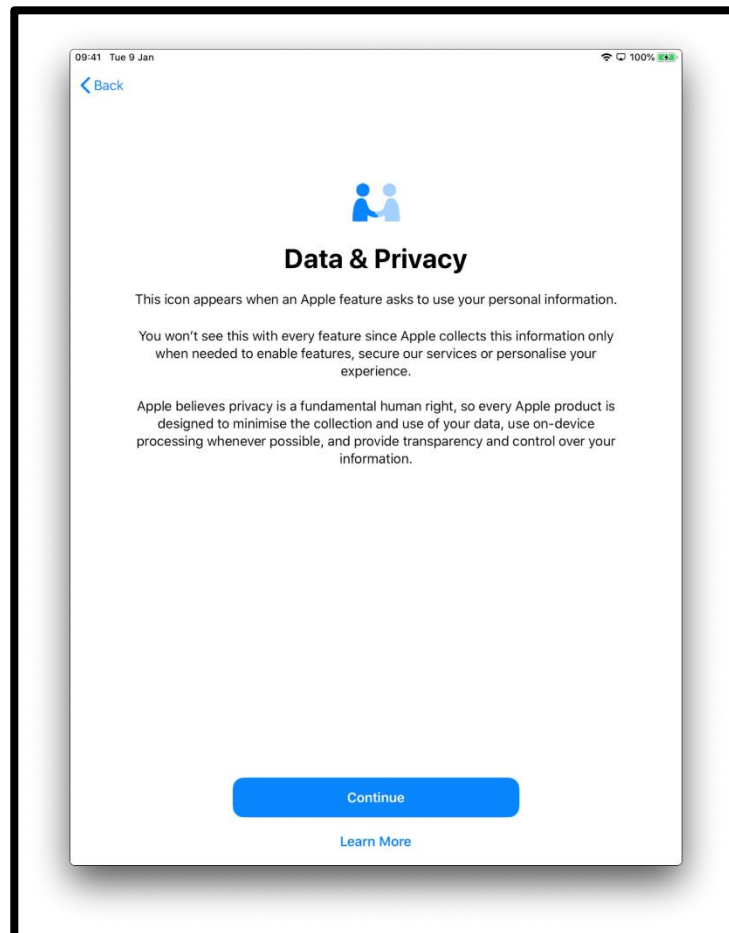 09:41 Tue 9 Jan 100%
Back
Data & Privacy
This icon appears when an Apple feature asks to use your personal information.
You won’t see this with every feature since Apple collects this information only
when needed to enable features, secure our services or personalise your
experience.
Apple believes privacy is a fundamental human right, so every Apple product is
designed to minimise the collection and use of your data, use on-device
processing whenever possible, and provide transparency and control over your
information.
Continue
Learn More